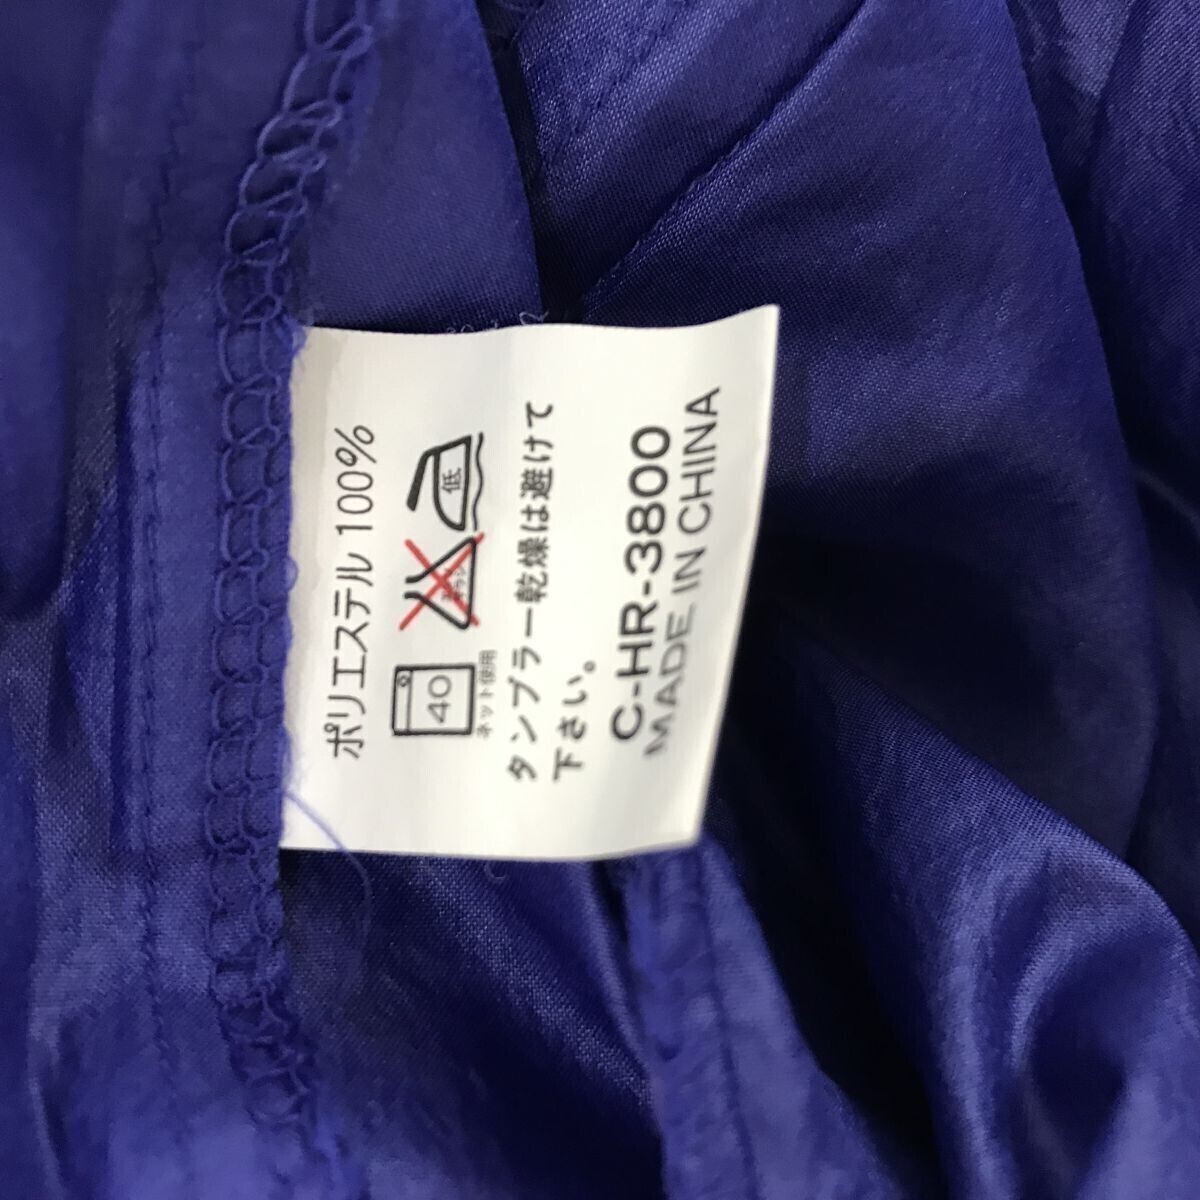 ポリエステル 100%
40
ネット使用
低
タンブラー乾燥は避けて
下さい。
C-HR-3800
MADE IN CHINA